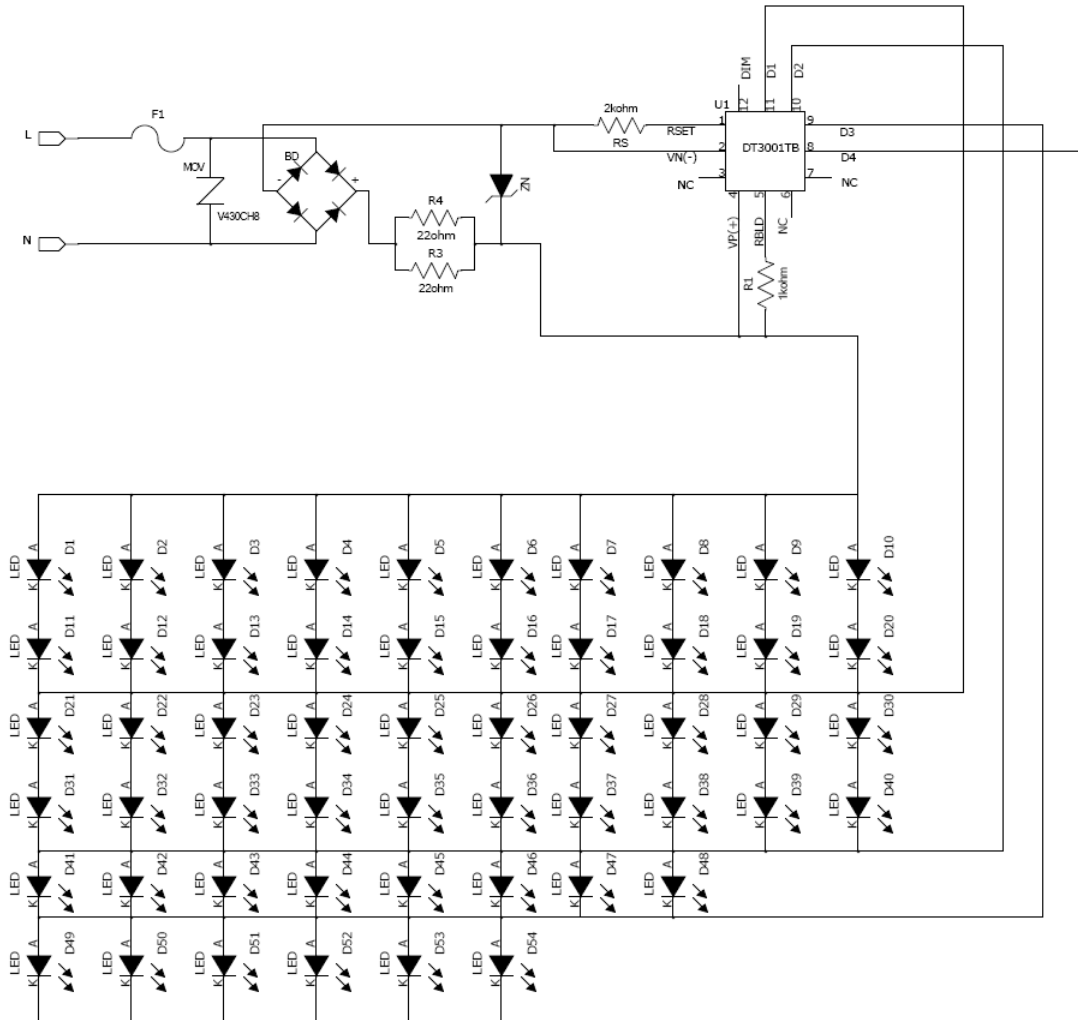 F1
L
MOV
V430CH8
N
BD
-
+
R4
22ohm
R3
22ohm
ZN
2kohm
RS
RSET
VN(-)
NC
U1
DT3001TB
DIM
D1
D2
12
11
10
1
2
3
4
5
6
7
8
9
D3
D4
NC
VP(+)
RBLD
NC
R1
1kohm
LED A K D1
LED A K D2
LED A K D3
LED A K D4
LED A K D5
LED A K D6
LED A K D7
LED A K D8
LED A K D9
LED A K D10
LED A K D11
LED A K D12
LED A K D13
LED A K D14
LED A K D15
LED A K D16
LED A K D17
LED A K D18
LED A K D19
LED A K D20
LED A K D21
LED A K D22
LED A K D23
LED A K D24
LED A K D25
LED A K D26
LED A K D27
LED A K D28
LED A K D29
LED A K D30
LED A K D31
LED A K D32
LED A K D33
LED A K D34
LED A K D35
LED A K D36
LED A K D37
LED A K D38
LED A K D39
LED A K D40
LED A K D41
LED A K D42
LED A K D43
LED A K D44
LED A K D45
LED A K D46
LED A K D47
LED A K D48
LED A K D49
LED A K D50
LED A K D51
LED A K D52
LED A K D53
LED A K D54